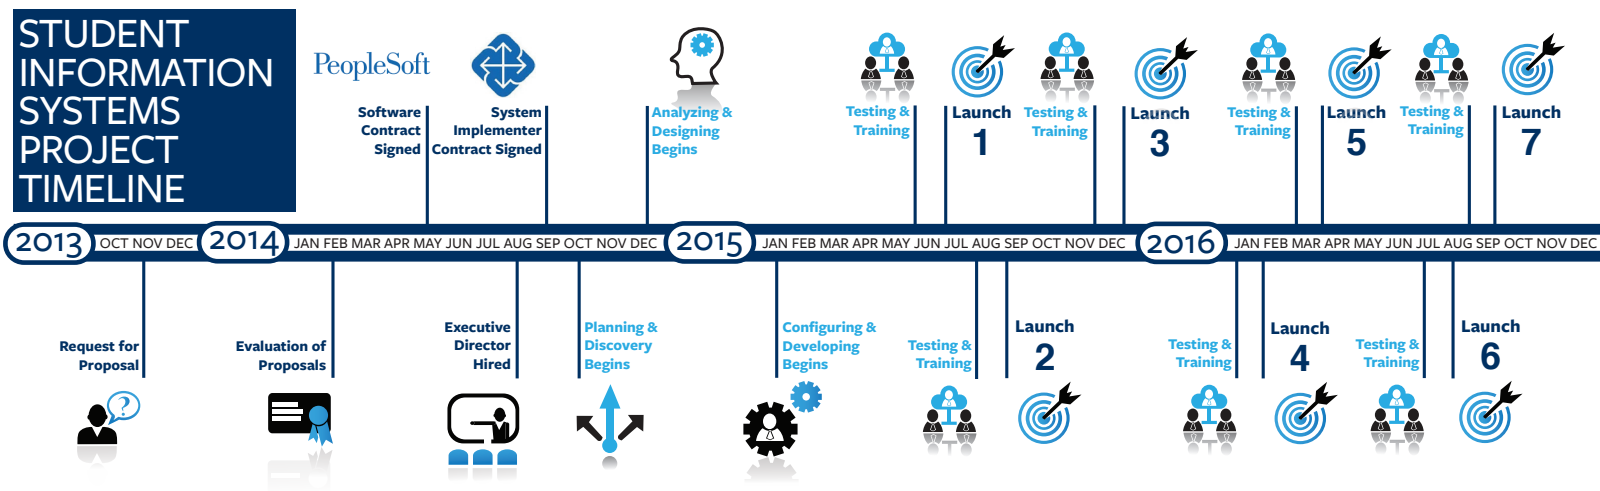 STUDENT
INFORMATION
SYSTEMS
PROJECT
TIMELINE
PeopleSoft
Software
Contract
Signed
System
Implementer
Contract Signed
Analyzing &
Designing
Begins
Testing &
Training
Launch
1
Testing &
Training
Launch
3
Testing &
Training
Launch
5
Testing &
Training
Launch
7
2013 OCT NOV DEC 2014 JAN FEB MAR APR MAY JUN JUL AUG SEP OCT NOV DEC 2015 JAN FEB MAR APR MAY JUN JUL AUG SEP OCT NOV DEC 2016 JAN FEB MAR APR MAY JUN JUL AUG SEP OCT NOV DEC
Request for
Proposal
?
Evaluation of
Proposals
Executive
Director
Hired
Planning &
Discovery
Begins
Configuring &
Developing
Begins
Testing &
Training
Launch
2
Testing &
Training
Launch
4
Testing &
Training
Launch
6